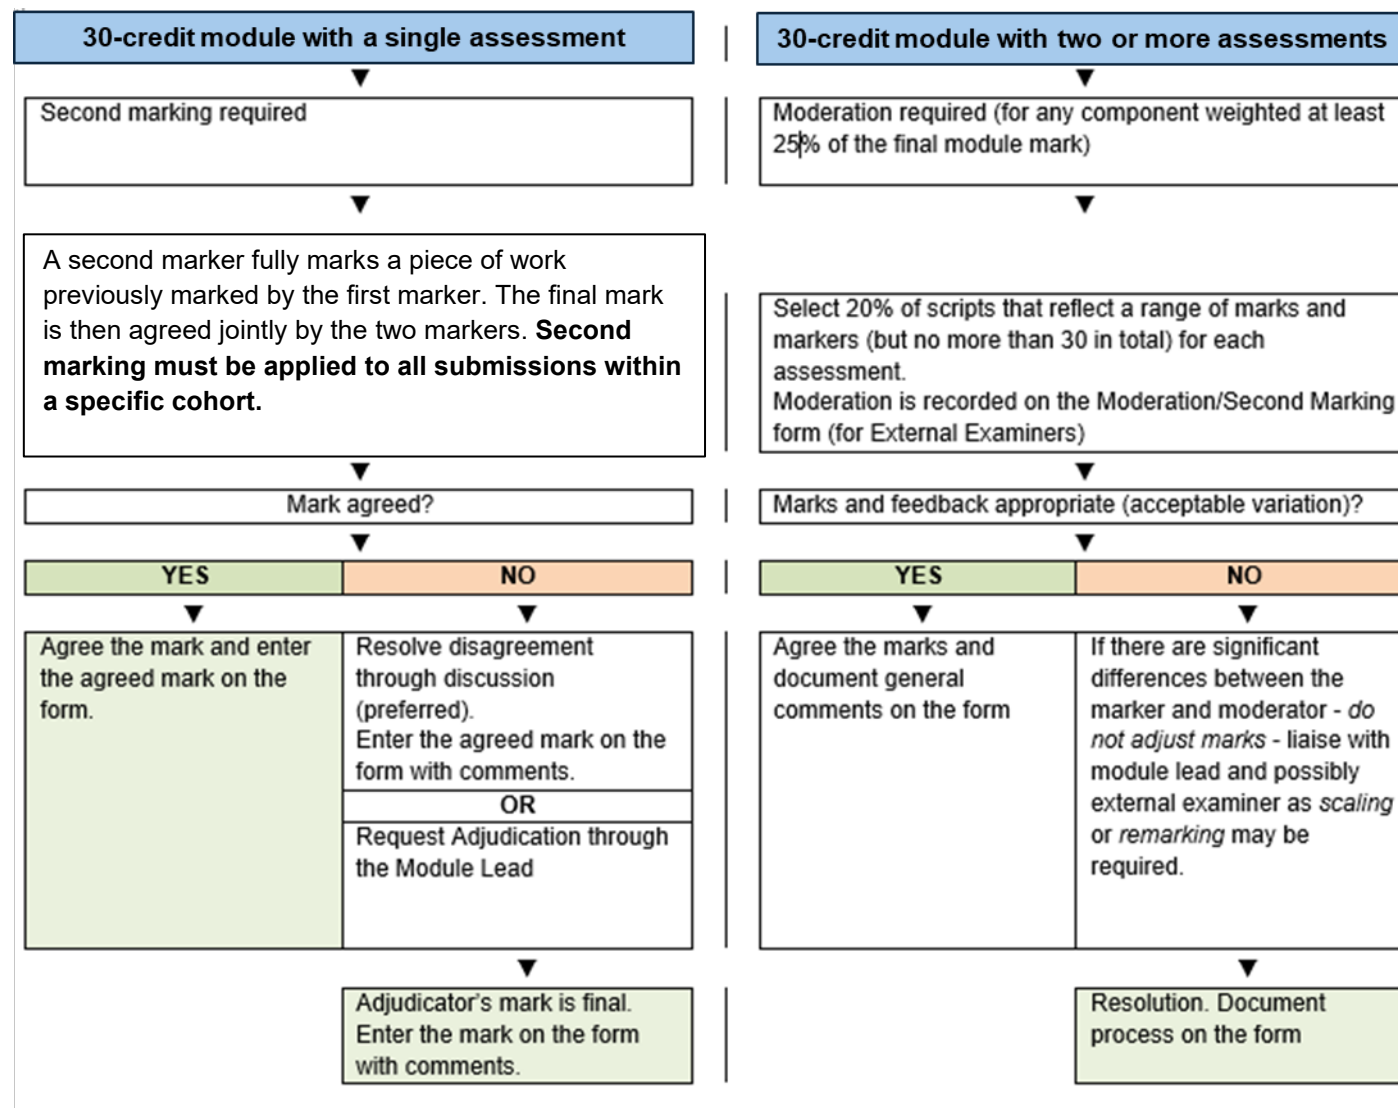 30-credit module with a single assessment
Second marking required
A second marker fully marks a piece of work
previously marked by the first marker. The final mark
is then agreed jointly by the two markers. Second
marking must be applied to all submissions within
a specific cohort.
Mark agreed?
YES
NO
Agree the mark and enter
the agreed mark on the
form.
Resolve disagreement
through discussion
(preferred).
Enter the agreed mark on the
form with comments.
OR
Request Adjudication through
the Module Lead
Adjudicator's mark is final.
Enter the mark on the form
with comments.
30-credit module with two or more assessments
Moderation required (for any component weighted at least
25% of the final module mark)
Select 20% of scripts that reflect a range of marks and
markers (but no more than 30 in total) for each
assessment.
Moderation is recorded on the Moderation/Second Marking
form (for External Examiners)
Marks and feedback appropriate (acceptable variation)?
YES
NO
Agree the marks and
document general
comments on the form
If there are significant
differences between the
marker and moderator - do
not adjust marks - liaise with
module lead and possibly
external examiner as scaling
or remarking may be
required.
Resolution. Document
process on the form